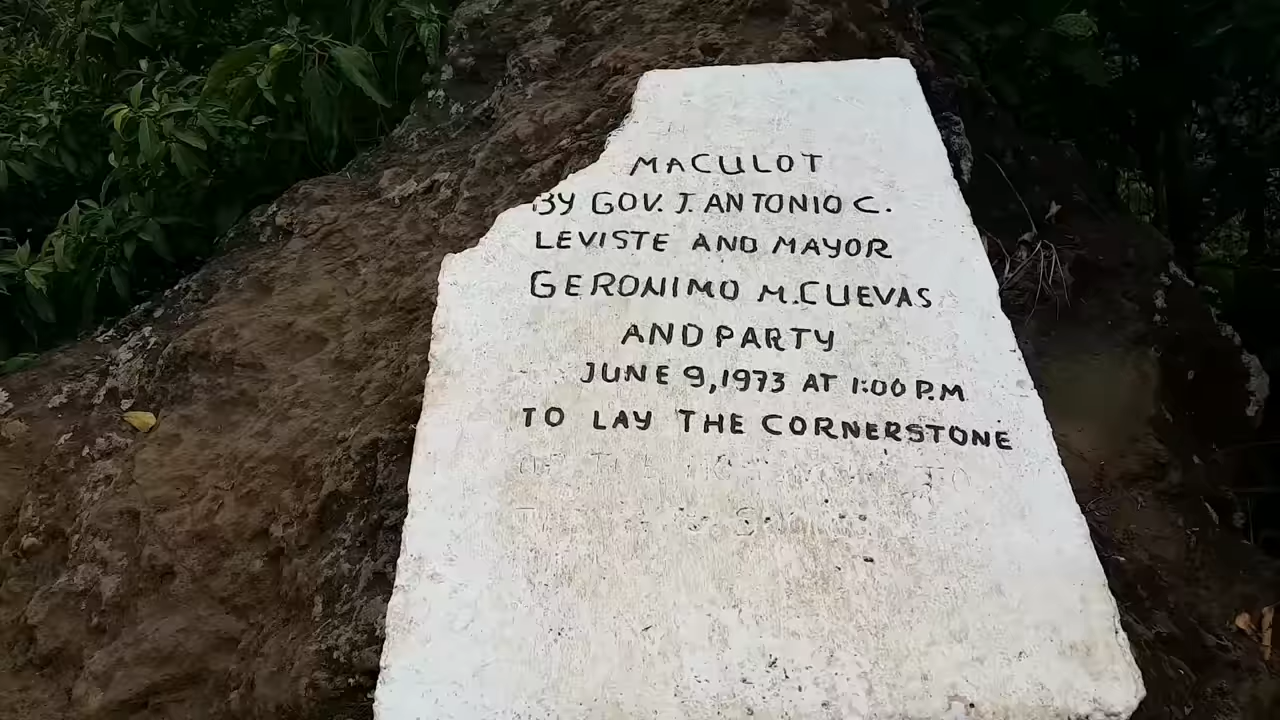 MACULOT
BY GOV. J. ANTONIO C.
LEVISTE AND MAYOR
GERONIMO M. CUEVAS
AND PARTY
JUNE 9, 1973 AT 1:00 P.M
TO LAY THE CORNERSTONE